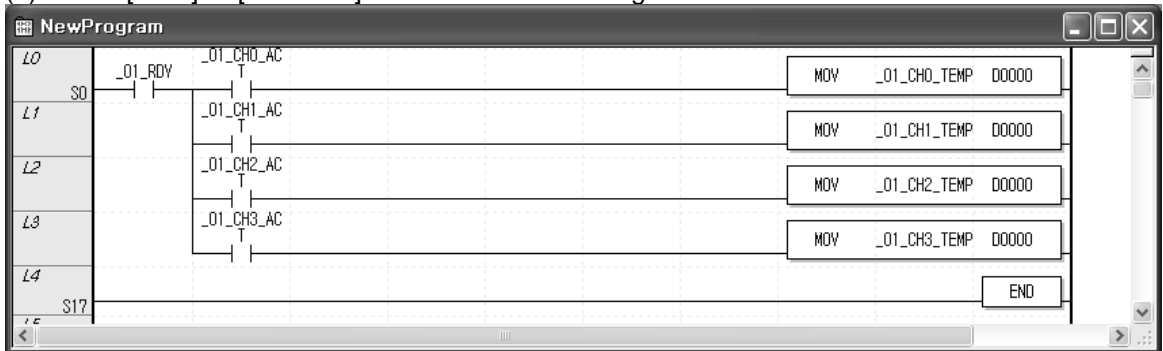 NewProgram
L0
_01_RDY
_01_CH0_AC
T
MOV _01_CH0_TEMP D0000
S0
L1
_01_CH1_AC
T
MOV _01_CH1_TEMP D0000
L2
_01_CH2_AC
T
MOV _01_CH2_TEMP D0000
L3
_01_CH3_AC
T
MOV _01_CH3_TEMP D0000
L4
END
S17